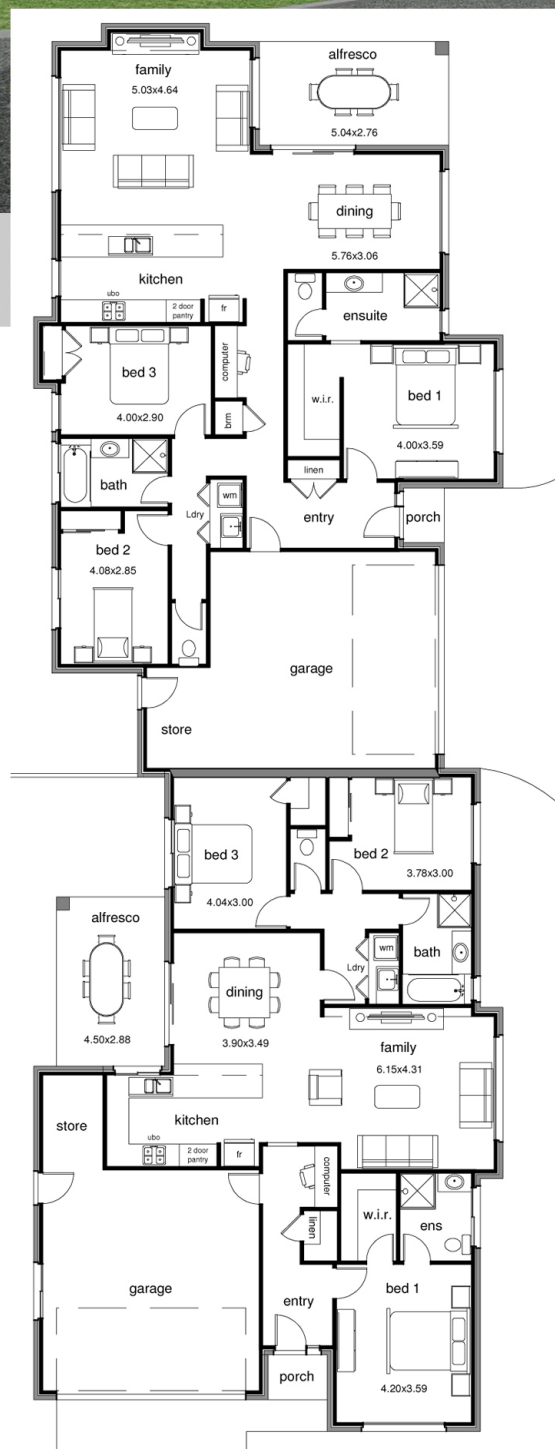 family
5.03x4.64
alfresco
5.04x2.76
dining
5.76x3.06
kitchen
ubo
2 door
pantry
fr
ensuite
bed 3
4.00x2.90
computer
brm
w.i.r.
bed 1
4.00x3.59
linen
bath
wm
Ldry
entry
porch
bed 2
4.08x2.85
garage
store
bed 3
4.04x3.00
bed 2
3.78x3.00
alfresco
4.50x2.88
dining
3.90x3.49
wm
Ldry
bath
family
6.15x4.31
store
kitchen
ubo
2 door
pantry
fr
computer
linen
w.i.r.
ens
garage
entry
bed 1
4.20x3.59
porch